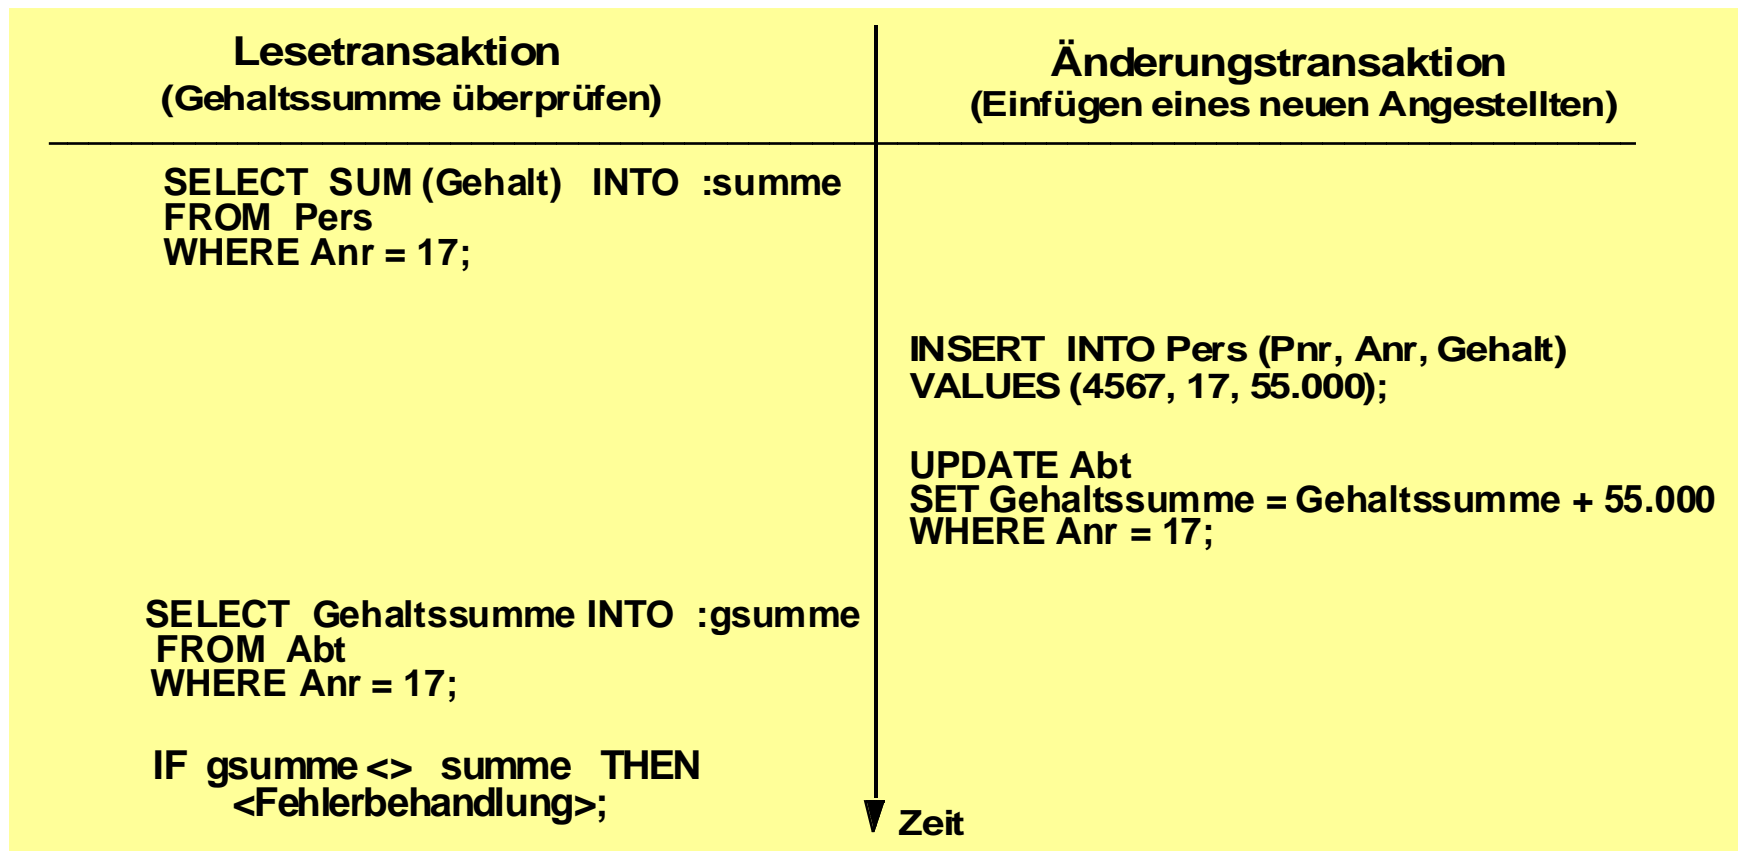 Lesetransaktion
(Gehaltssumme überprüfen)
Änderungstransaktion
(Einfügen eines neuen Angestellten)
SELECT SUM (Gehalt) INTO :summe
FROM Pers
WHERE Anr = 17;
INSERT INTO Pers (Pnr, Anr, Gehalt)
VALUES (4567, 17, 55.000);
UPDATE Abt
SET Gehaltssumme = Gehaltssumme + 55.000
WHERE Anr = 17;
SELECT Gehaltssumme INTO :gsumme
FROM Abt
WHERE Anr = 17;
IF gsumme <> summe THEN
<Fehlerbehandlung>;
Zeit